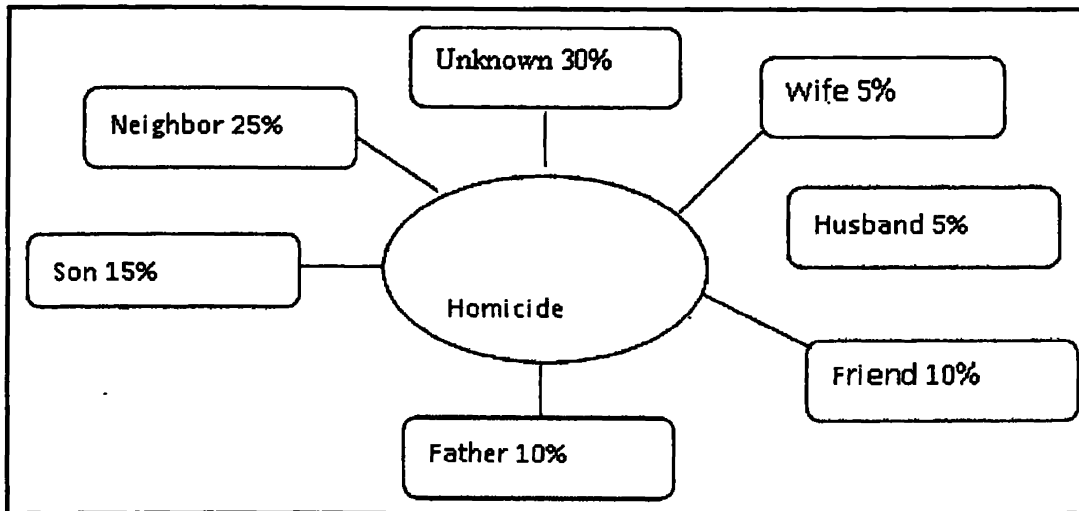 Unknown 30%
Wife 5%
Neighbor 25%
Husband 5%
Son 15%
Homicide
Friend 10%
Father 10%